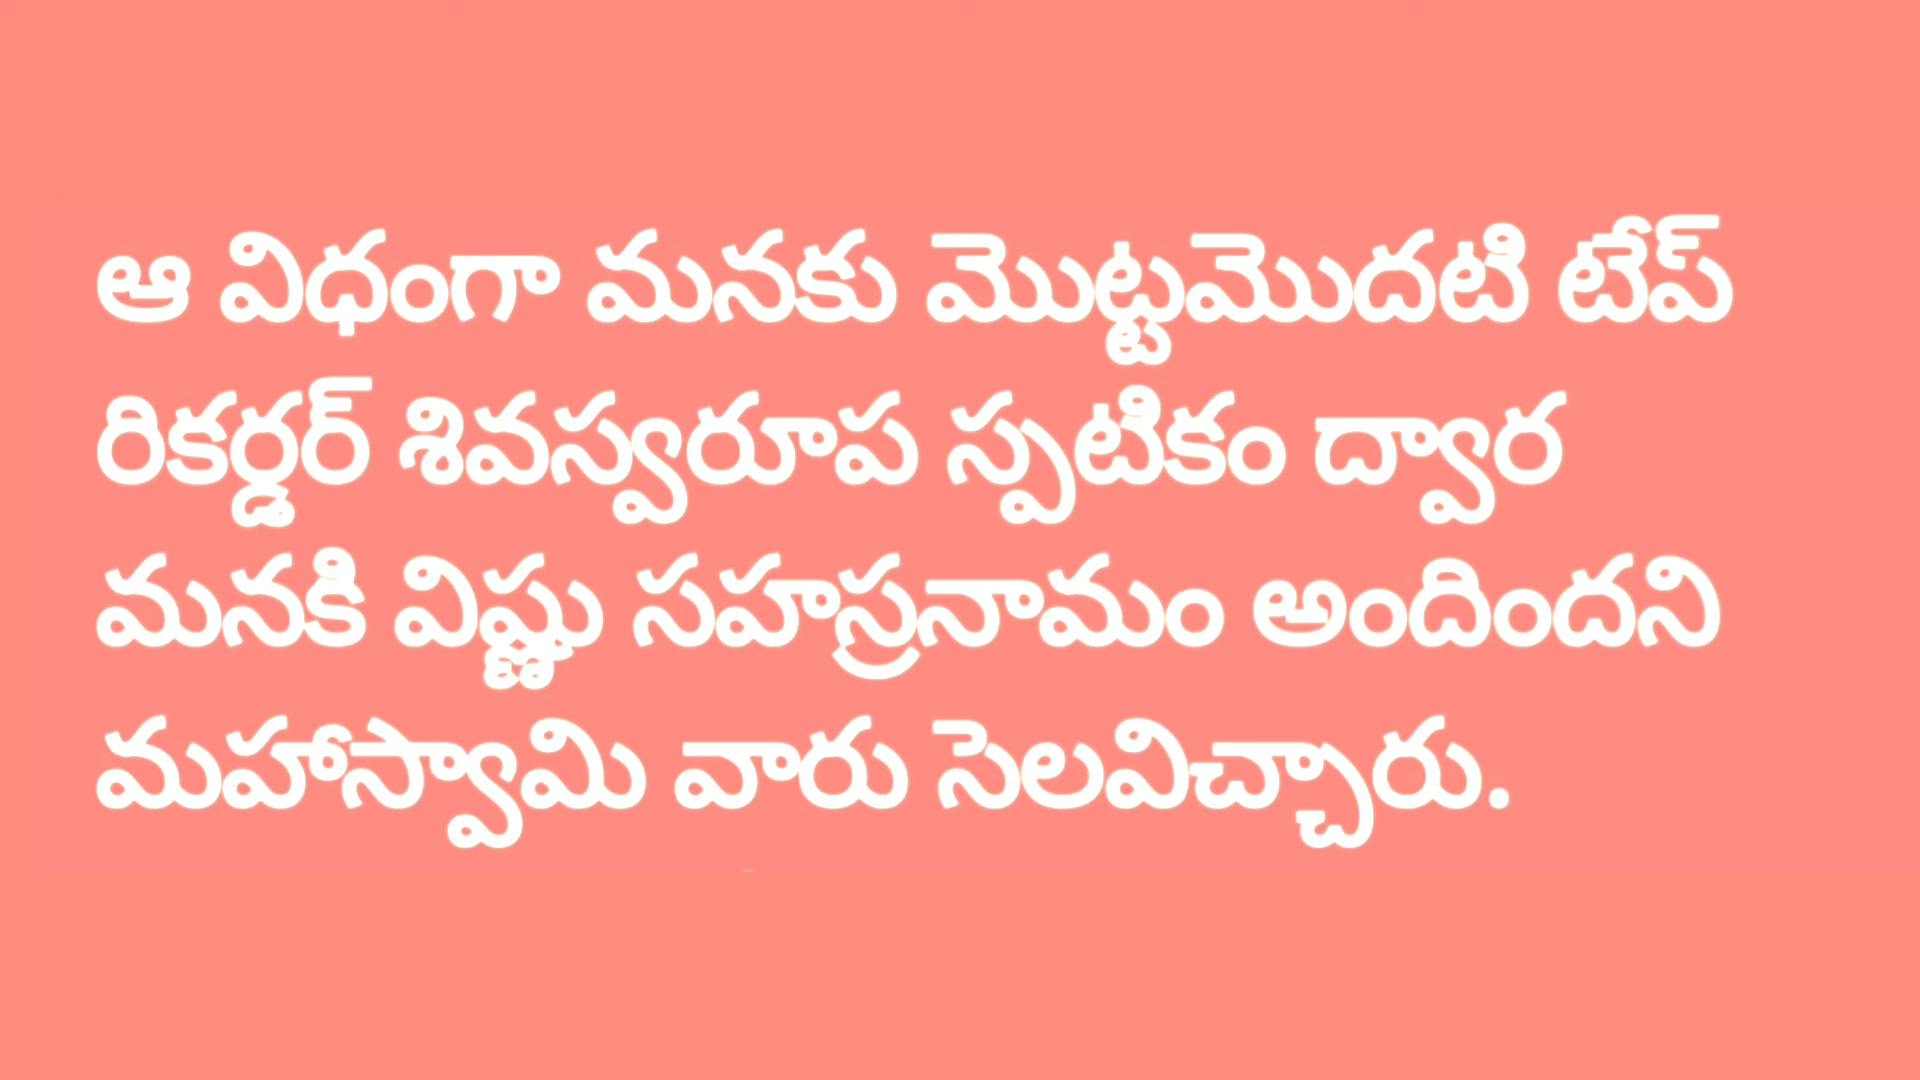 ఆ విధంగా మనకు మొట్టమొదటి టేప్
రికర్డర్ శివస్వరూప స్పటికం ద్వార
మనకి విష్ణు సహస్రనామం అందిందని
మహాస్వామి వారు సెలవిచ్చారు.